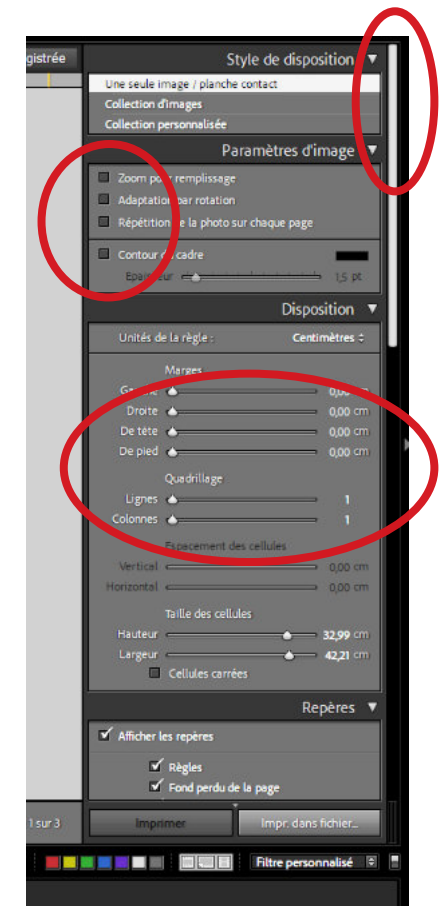 gistrée
Style de disposition
Une seule image / planche contact
Collection d'images
Collection personnalisée
Paramètres d'image
Zoom pour remplissage
Adaptation par rotation
Répétition de la photo sur chaque page
Contour de cadre
Epaisseur 1,5 pt
Disposition
Unités de la règle : Centimètres
Marges
Gauche 0,00 cm
Droite 0,00 cm
De tête 0,00 cm
De pied 0,00 cm
Quadrillage
Lignes 1
Colonnes 1
Espacement des cellules
Vertical 0,00 cm
Horizontal 0,00 cm
Taille des cellules
Hauteur 32,99 cm
Largeur 42,21 cm
Cellules carrées
Repères
Afficher les repères
Règles
Fond perdu de la page
1 sur 3 Imprimer Impr. dans fichier...
Filtre personnalisé